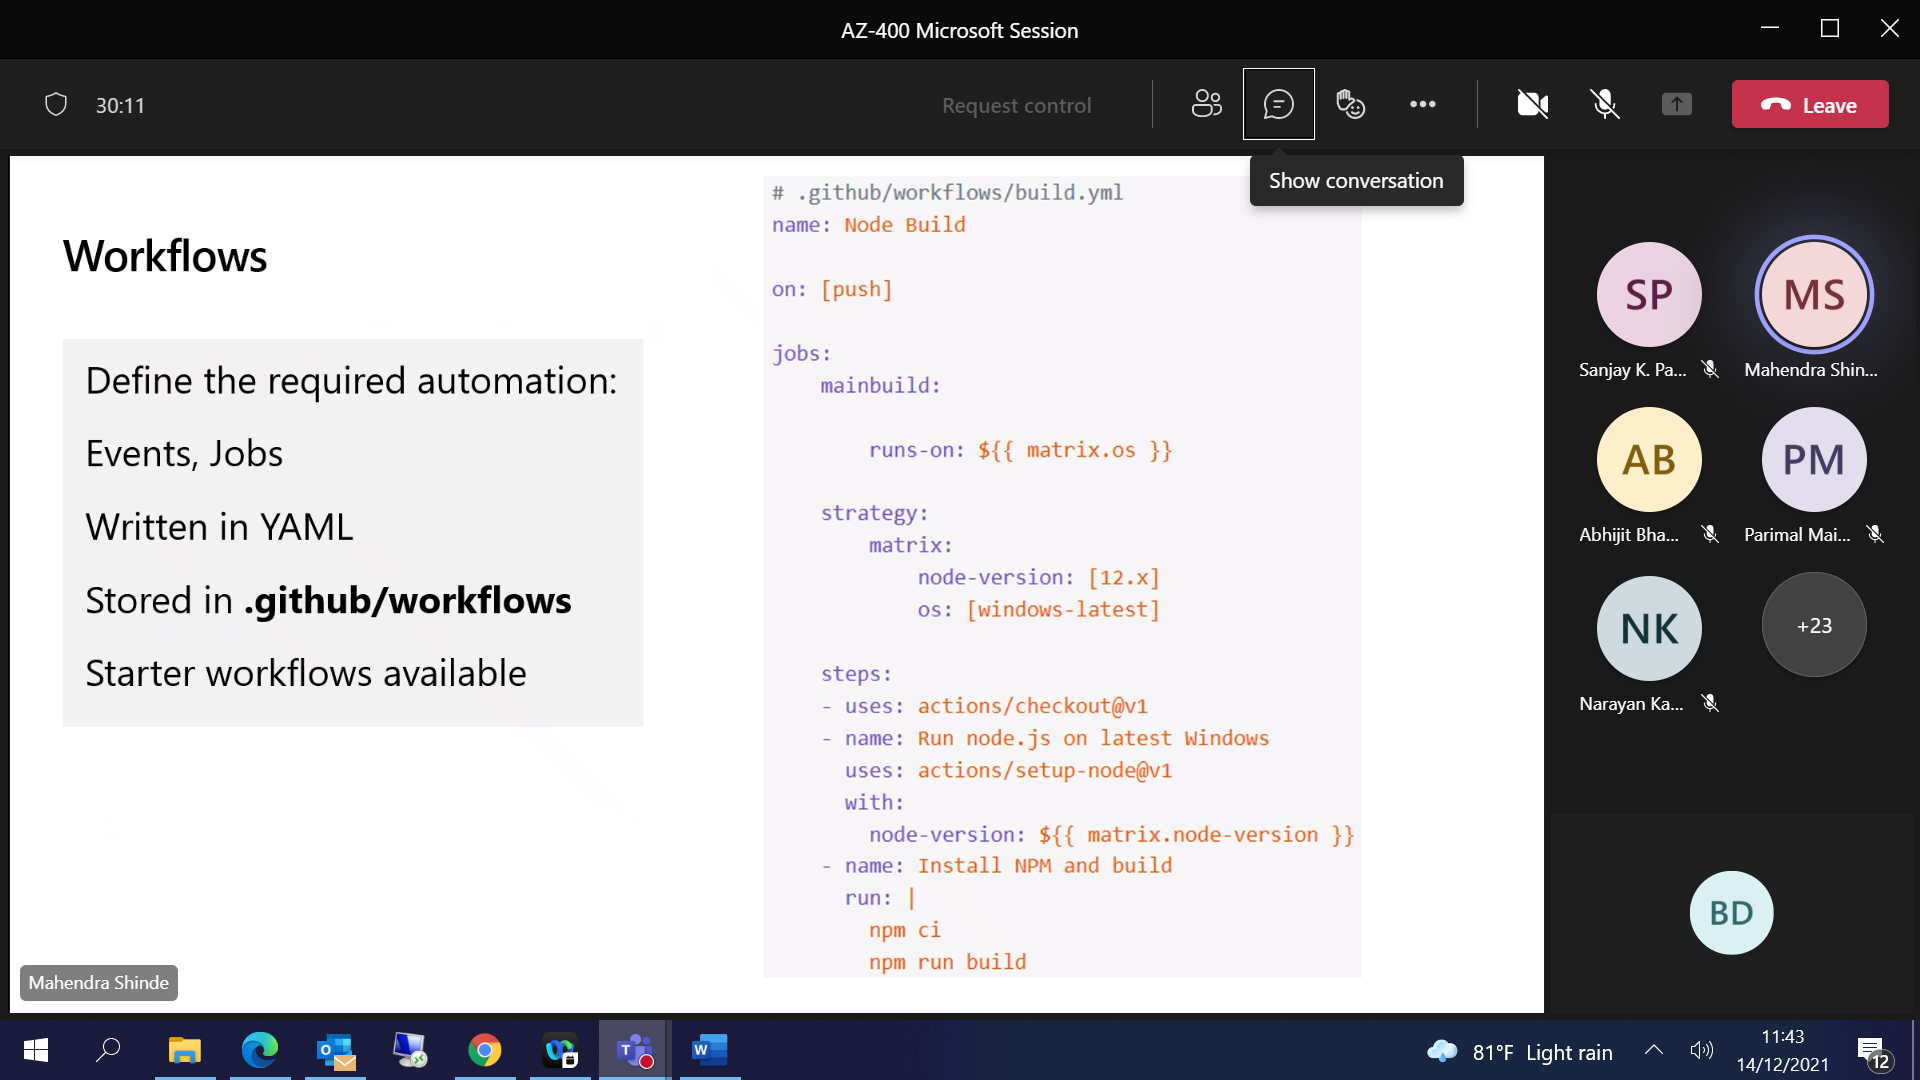 AZ-400 Microsoft Session
30:11
Request control
Leave
Show conversation
Workflows
Define the required automation:
Events, Jobs
Written in YAML
Stored in .github/workflows
Starter workflows available
# .github/workflows/build.yml
name: Node Build
on: [push]
jobs:
mainbuild:
runs-on: ${{ matrix.os }}
strategy:
matrix:
node-version: [12.x]
os: [windows-latest]
steps:
- uses: actions/checkout@v1
- name: Run node.js on latest Windows
uses: actions/setup-node@v1
with:
node-version: ${{ matrix.node-version }}
- name: Install NPM and build
run: |
npm ci
npm run build
Mahendra Shinde
SP
MS
Sanjay K. Pa...
Mahendra Shin...
AB
PM
Abhijit Bha...
Parimal Mai...
NK
+23
Narayan Ka...
BD
81°F Light rain
11:43
14/12/2021
12